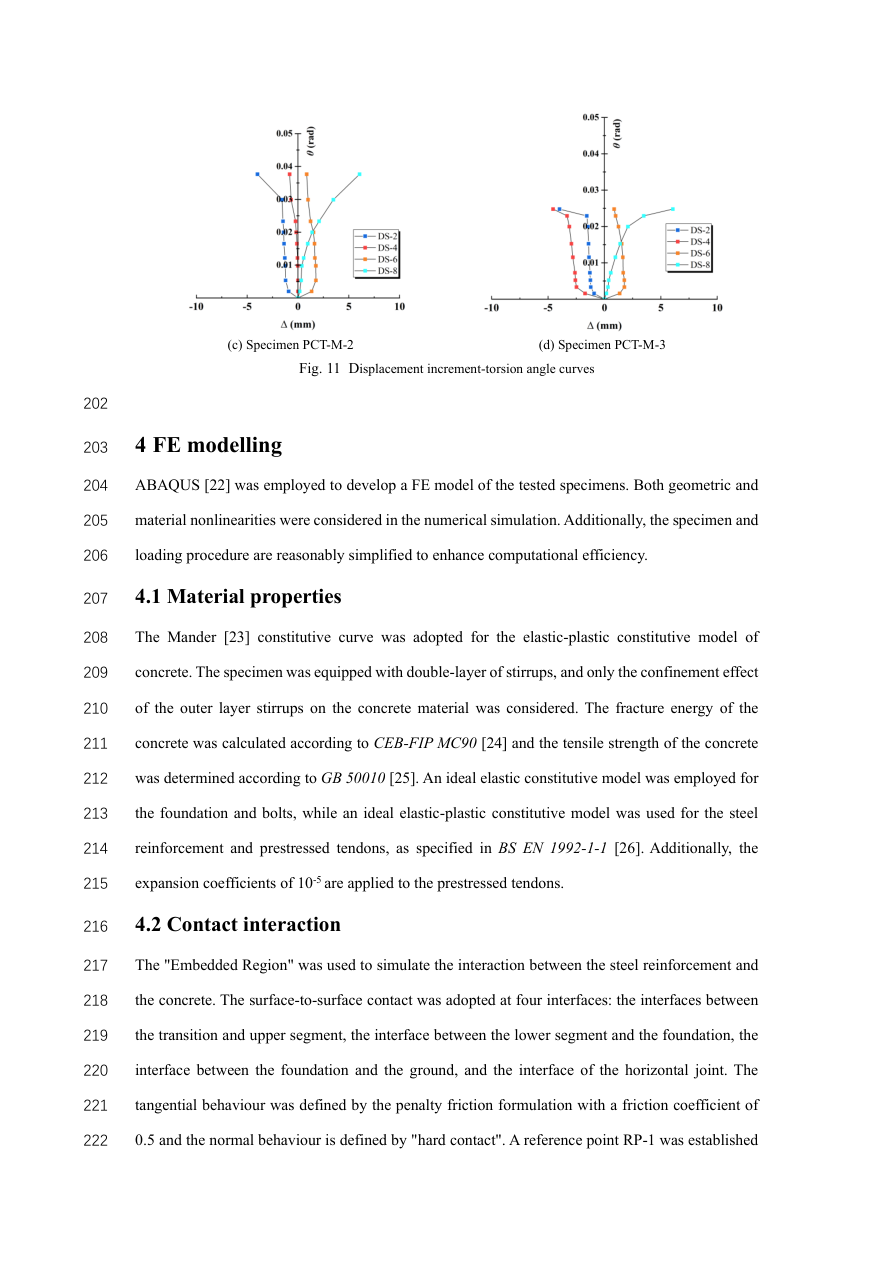 0.05
θ (rad)
0.04
0.03
0.02
0.01
DS-2
DS-4
DS-6
DS-8
-10 -5 0 5 10
Δ (mm)
(c) Specimen PCT-M-2
0.05
θ (rad)
0.04
0.03
0.02
0.01
DS-2
DS-4
DS-6
DS-8
-10 -5 0 5 10
Δ (mm)
(d) Specimen PCT-M-3
Fig. 11 Displacement increment-torsion angle curves
202
203 4 FE modelling
204 ABAQUS [22] was employed to develop a FE model of the tested specimens. Both geometric and
205 material nonlinearities were considered in the numerical simulation. Additionally, the specimen and
206 loading procedure are reasonably simplified to enhance computational efficiency.
207 4.1 Material properties
208 The Mander [23] constitutive curve was adopted for the elastic-plastic constitutive model of
209 concrete. The specimen was equipped with double-layer of stirrups, and only the confinement effect
210 of the outer layer stirrups on the concrete material was considered. The fracture energy of the
211 concrete was calculated according to CEB-FIP MC90 [24] and the tensile strength of the concrete
212 was determined according to GB 50010 [25]. An ideal elastic constitutive model was employed for
213 the foundation and bolts, while an ideal elastic-plastic constitutive model was used for the steel
214 reinforcement and prestressed tendons, as specified in BS EN 1992-1-1 [26]. Additionally, the
215 expansion coefficients of 10⁻⁵ are applied to the prestressed tendons.
216 4.2 Contact interaction
217 The "Embedded Region" was used to simulate the interaction between the steel reinforcement and
218 the concrete. The surface-to-surface contact was adopted at four interfaces: the interfaces between
219 the transition and upper segment, the interface between the lower segment and the foundation, the
220 interface between the foundation and the ground, and the interface of the horizontal joint. The
221 tangential behaviour was defined by the penalty friction formulation with a friction coefficient of
222 0.5 and the normal behaviour is defined by "hard contact". A reference point RP-1 was established